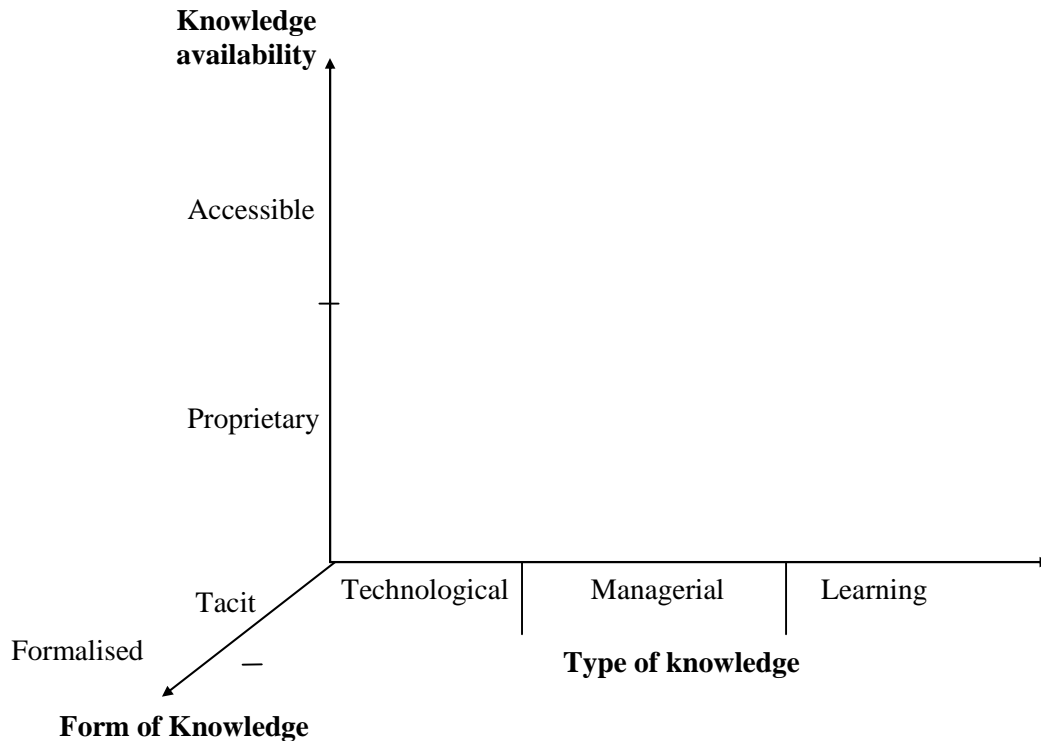 Knowledge
availability
Accessible
Proprietary
Technological Managerial Learning
Tacit
Formalised
Type of knowledge
Form of Knowledge